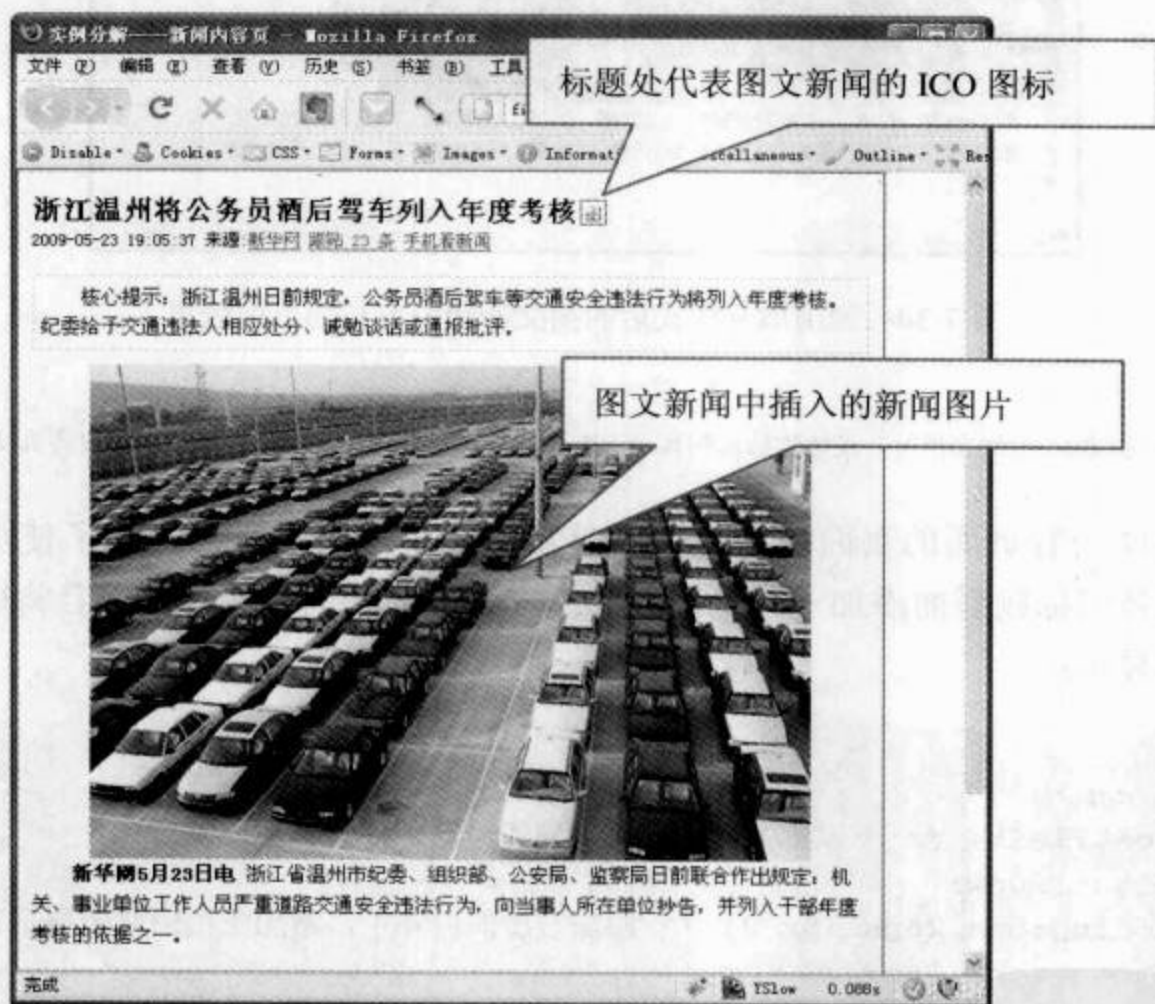 实例分解——新闻内容页 - Mozilla Firefox
文件(F) 编辑(E) 查看(V) 历史(S) 书签(B) 工具
标题处代表图文新闻的 ICO 图标
Disable Cookies CSS Forms Images Outline
浙江温州将公务员酒后驾车列入年度考核
2009-05-23 19:05:37 来源 新华网 跟贴 23 条 手机看新闻
核心提示：浙江温州日前规定，公务员酒后驾车等交通安全违法行为将列入年度考核。
纪委给予交通违法人相应处分、诫勉谈话或通报批评。
图文新闻中插入的新闻图片
新华网5月23日电 浙江省温州市纪委、组织部、公安局、监察局日前联合作出规定：机
关、事业单位工作人员严重道路交通安全违法行为，向当事人所在单位抄告，并列入干部年度
考核的依据之一。
完成 YSlow 0.088s